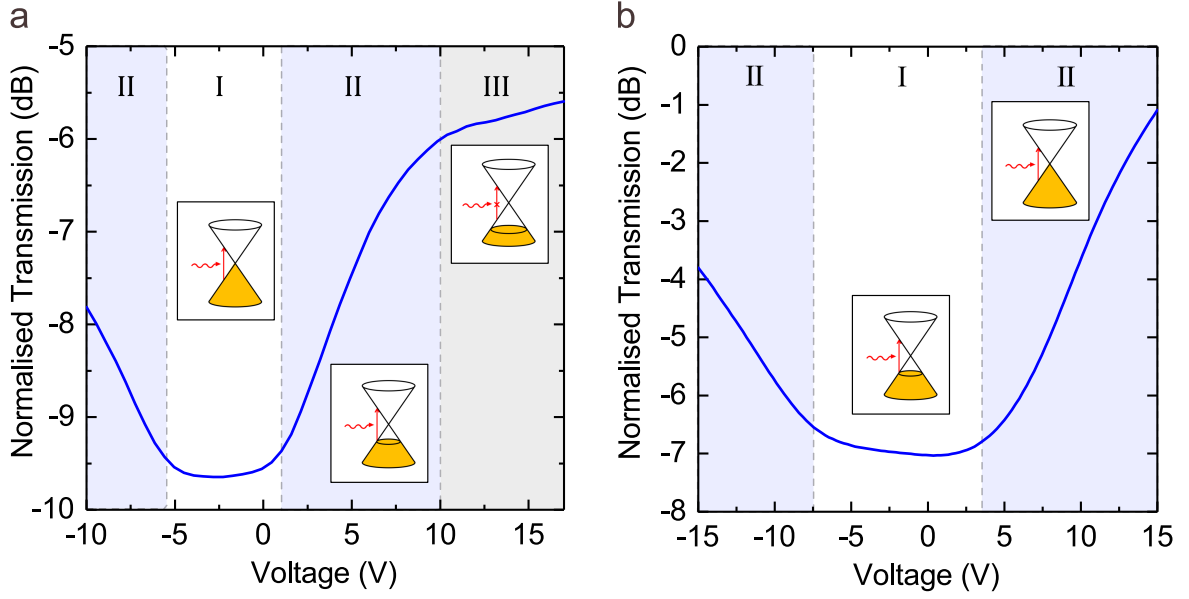 a
II I II III
-5
-6
-7
-8
-9
-10
-10 -5 0 5 10
Normalised Transmission (dB)
Voltage (V)
b
II I II
0
-1
-2
-3
-4
-5
-6
-7
-8
-15 -10 -5 0 5 10 15
Normalised Transmission (dB)
Voltage (V)